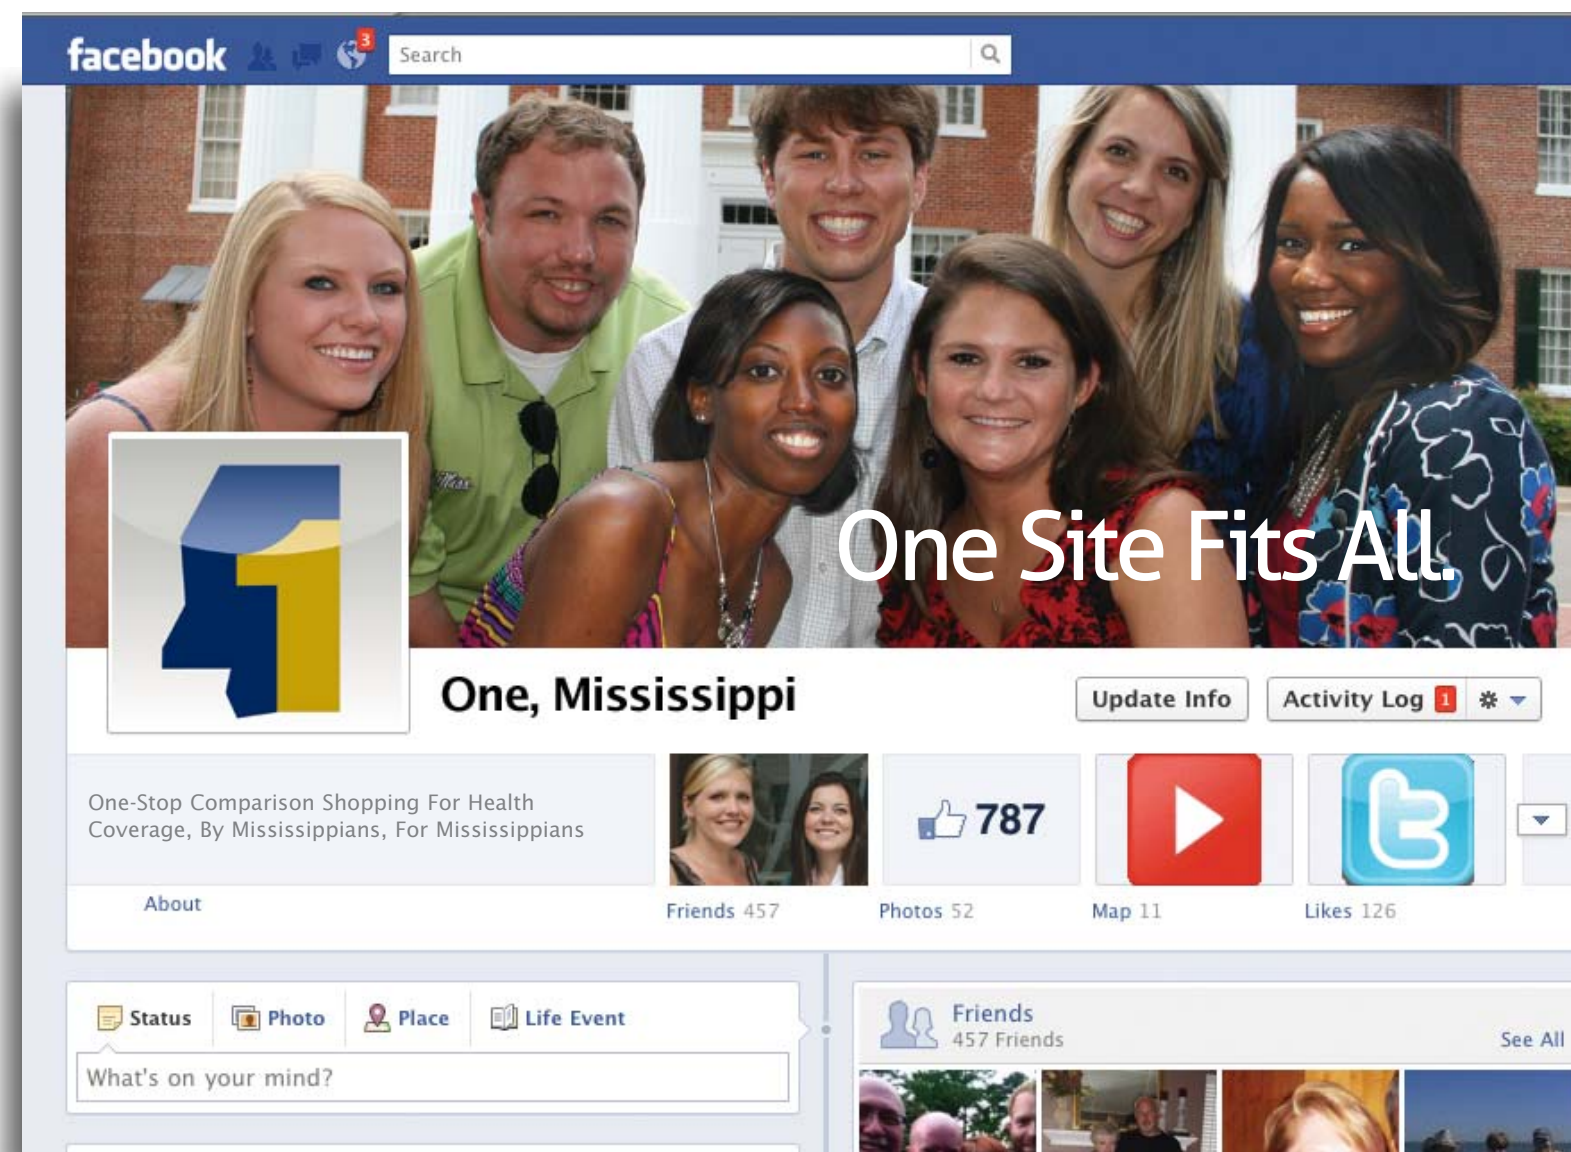 facebook
3
Search
Miss
One Site Fits All.
One, Mississippi
Update Info
Activity Log 1
One-Stop Comparison Shopping For Health
Coverage, By Mississippians, For Mississippians
787
About
Friends 457
Photos 52
Map 11
Likes 126
Status
Photo
Place
Life Event
What's on your mind?
Friends
457 Friends
See All